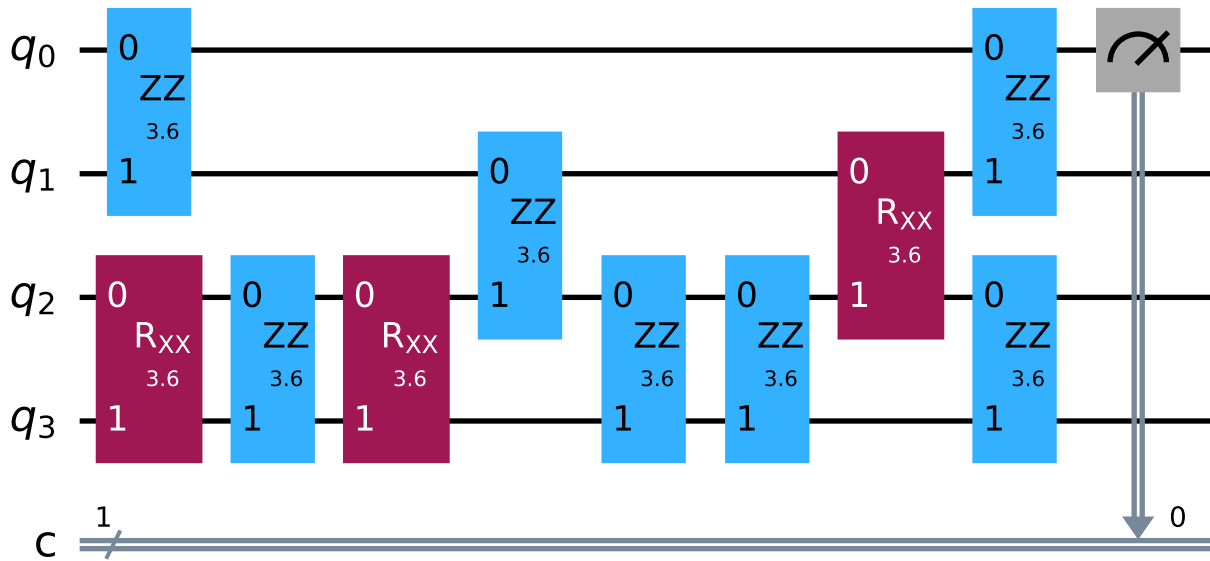 q0 0 0
ZZ ZZ
3.6 3.6
q1 1 0 0 1
ZZ RXX
3.6 3.6
q2 0 0 0 1 0 0 1 0
RXX ZZ RXX ZZ ZZ ZZ
3.6 3.6 3.6 3.6 3.6 3.6
q3 1 1 1 1 1 1
1 0
c